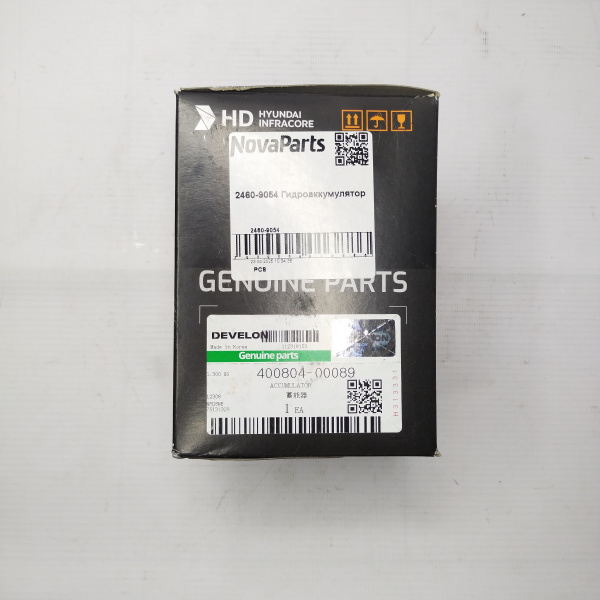 HD HYUNDAI
INFRACORE
NovaParts
2460-9054 Гидроаккумулятор
2460-9054
PCS
GENUINE PARTS
DEVELON
Made In Korea
Genuine parts
400804-00089
ACCUMULATOR
蓄能器
1 EA